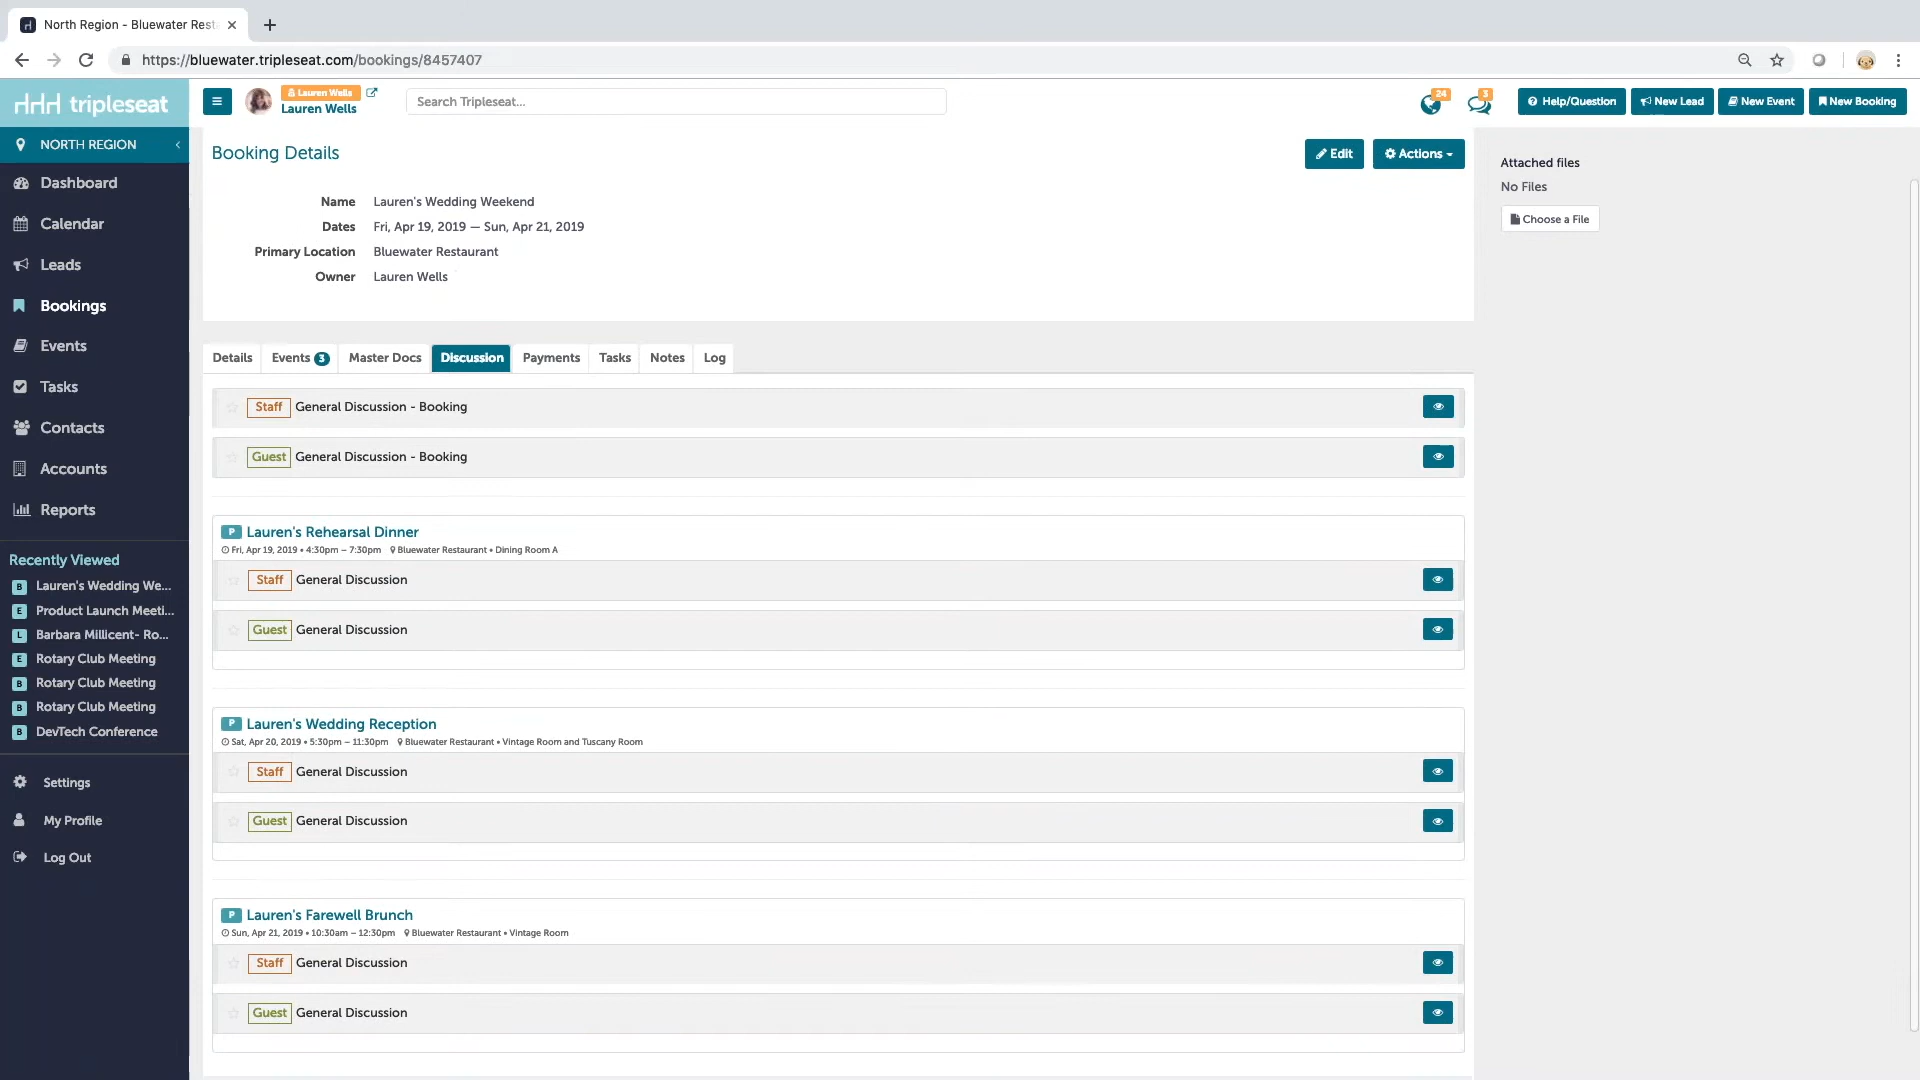 North Region - Bluewater Rest
https://bluewater.tripleseat.com/bookings/8457407
tripleseat
Lauren Wells
Lauren Wells
Search Tripleseat...
24
3
Help/Question
New Lead
New Event
New Booking
NORTH REGION
Dashboard
Calendar
Leads
Bookings
Events
Tasks
Contacts
Accounts
Reports
Recently Viewed
B Lauren's Wedding We...
E Product Launch Meeti...
L Barbara Millicent- Ro...
E Rotary Club Meeting
B Rotary Club Meeting
B Rotary Club Meeting
B DevTech Conference
Settings
My Profile
Log Out
Booking Details
Edit
Actions
Name Lauren's Wedding Weekend
Dates Fri, Apr 19, 2019 — Sun, Apr 21, 2019
Primary Location Bluewater Restaurant
Owner Lauren Wells
Details Events 3 Master Docs Discussion Payments Tasks Notes Log
Staff General Discussion - Booking
Guest General Discussion - Booking
P Lauren's Rehearsal Dinner
Fri, Apr 19, 2019 • 4:30pm – 7:30pm Bluewater Restaurant • Dining Room A
Staff General Discussion
Guest General Discussion
P Lauren's Wedding Reception
Sat, Apr 20, 2019 • 5:30pm – 11:30pm Bluewater Restaurant • Vintage Room and Tuscany Room
Staff General Discussion
Guest General Discussion
P Lauren's Farewell Brunch
Sun, Apr 21, 2019 • 10:30am – 12:30pm Bluewater Restaurant • Vintage Room
Staff General Discussion
Guest General Discussion
Attached files
No Files
Choose a File